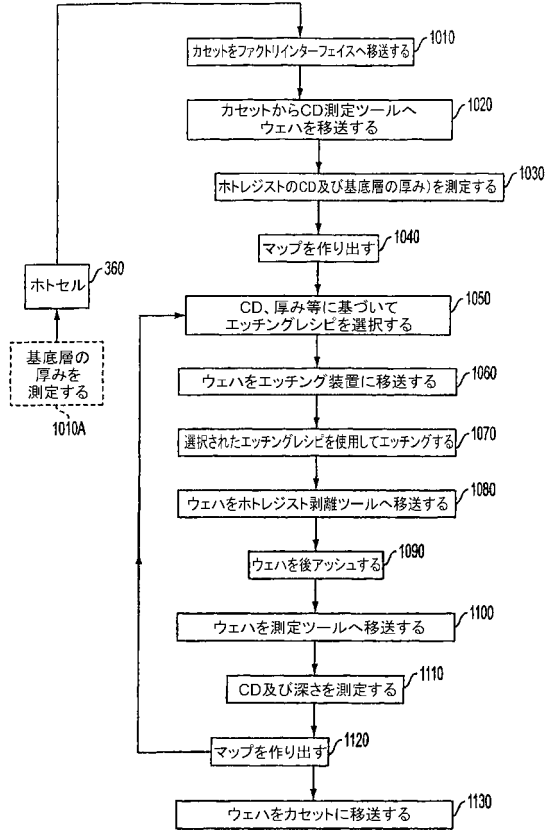 カセットをファクトリインターフェイスへ移送する
1010
カセットからCD測定ツールへ
ウェハを移送する
1020
ホトレジストのCD及び基底層の厚み)を測定する
1030
マップを作り出す
1040
ホトセル
360
基底層の
厚みを
測定する
1010A
CD、厚み等に基づいて
エッチングレシピを選択する
1050
ウェハをエッチング装置に移送する
1060
選択されたエッチングレシピを使用してエッチングする
1070
ウェハをホトレジスト剥離ツールへ移送する
1080
ウェハを後アッシュする
1090
ウェハを測定ツールへ移送する
1100
CD及び深さを測定する
1110
マップを作り出す
1120
ウェハをカセットに移送する
1130